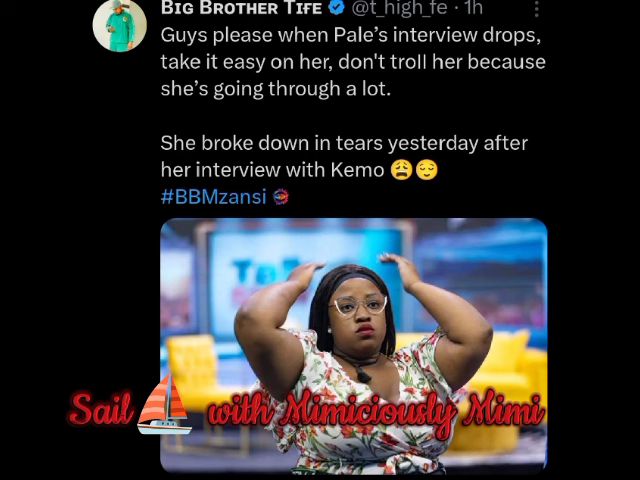 BIG BROTHER TIFE @t_high_fe · 1h
Guys please when Pale’s interview drops,
take it easy on her, don't troll her because
she’s going through a lot.
She broke down in tears yesterday after
her interview with Kemo 😩😌
#BBMzansi
Sail ⛵ with Mimiciously Mimi